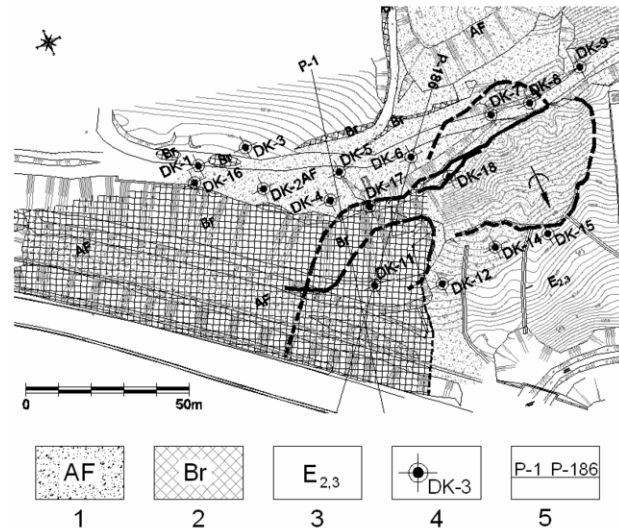 AF
DK-9
P-1
P-186
DK-8
DK-7
Br
DK-3
Br
Br
DK-5
DK-1
Br
DK-6
DK-16
DK-2
AF
DK-18
DK-4
DK-17
Br
Br
AF
DK-14
DK-15
DK-11
AF
DK-12
E2,3
0 50m
AF Br E2,3 DK-3 P-1 P-186
1 2 3 4 5